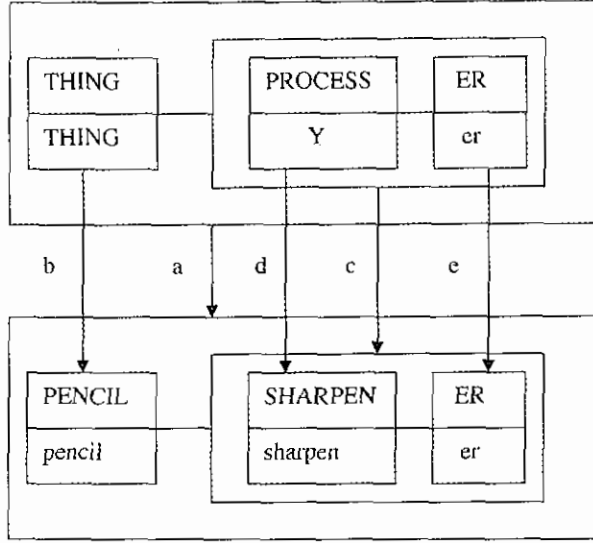 THING PROCESS ER
THING Y er
b a d c e
PENCIL SHARPEN ER
pencil sharpen er